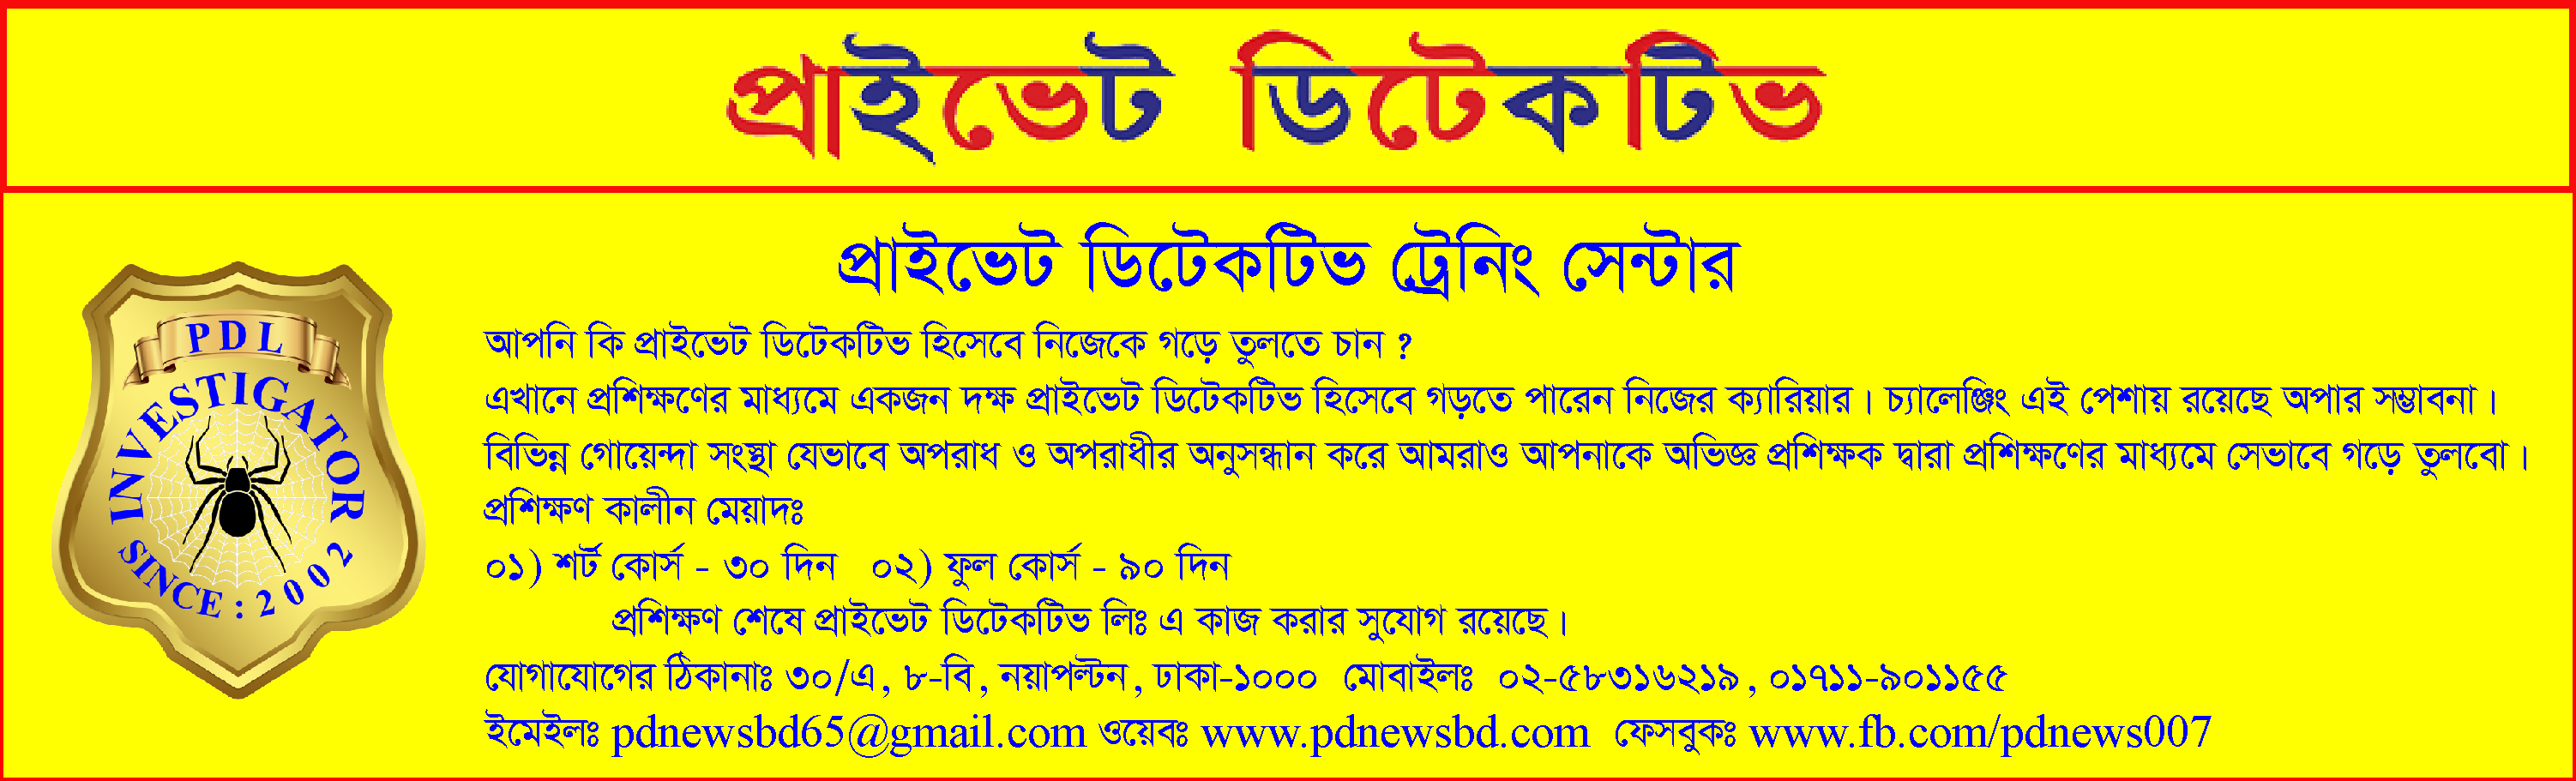 প্রাইভেট ডিটেকটিভ
প্রাইভেট ডিটেকটিভ ট্রেনিং সেন্টার
PDL
INVESTIGATOR
SINCE : 2002
আপনি কি প্রাইভেট ডিটেকটিভ হিসেবে নিজেকে গড়ে তুলতে চান ?
এখানে প্রশিক্ষণের মাধ্যমে একজন দক্ষ প্রাইভেট ডিটেকটিভ হিসেবে গড়তে পারেন নিজের ক্যারিয়ার। চ্যালেঞ্জিং এই পেশায় রয়েছে অপার সম্ভাবনা।
বিভিন্ন গোয়েন্দা সংস্থা যেভাবে অপরাধ ও অপরাধীর অনুসন্ধান করে আমরাও আপনাকে অভিজ্ঞ প্রশিক্ষক দ্বারা প্রশিক্ষণের মাধ্যমে সেভাবে গড়ে তুলবো।
প্রশিক্ষণ কালীন মেয়াদঃ
০১) শর্ট কোর্স - ৩০ দিন ০২) ফুল কোর্স - ৯০ দিন
প্রশিক্ষণ শেষে প্রাইভেট ডিটেকটিভ লিঃ এ কাজ করার সুযোগ রয়েছে।
যোগাযোগের ঠিকানাঃ ৩০/এ, ৮-বি, নয়াপল্টন, ঢাকা-১০০০ মোবাইলঃ ০২-৫৮৩১৬২১৯, ০১৭১১-৯০১১৫৫
ইমেইলঃ pdnewsbd65@gmail.com ওয়েবঃ www.pdnewsbd.com ফেসবুকঃ www.fb.com/pdnews007